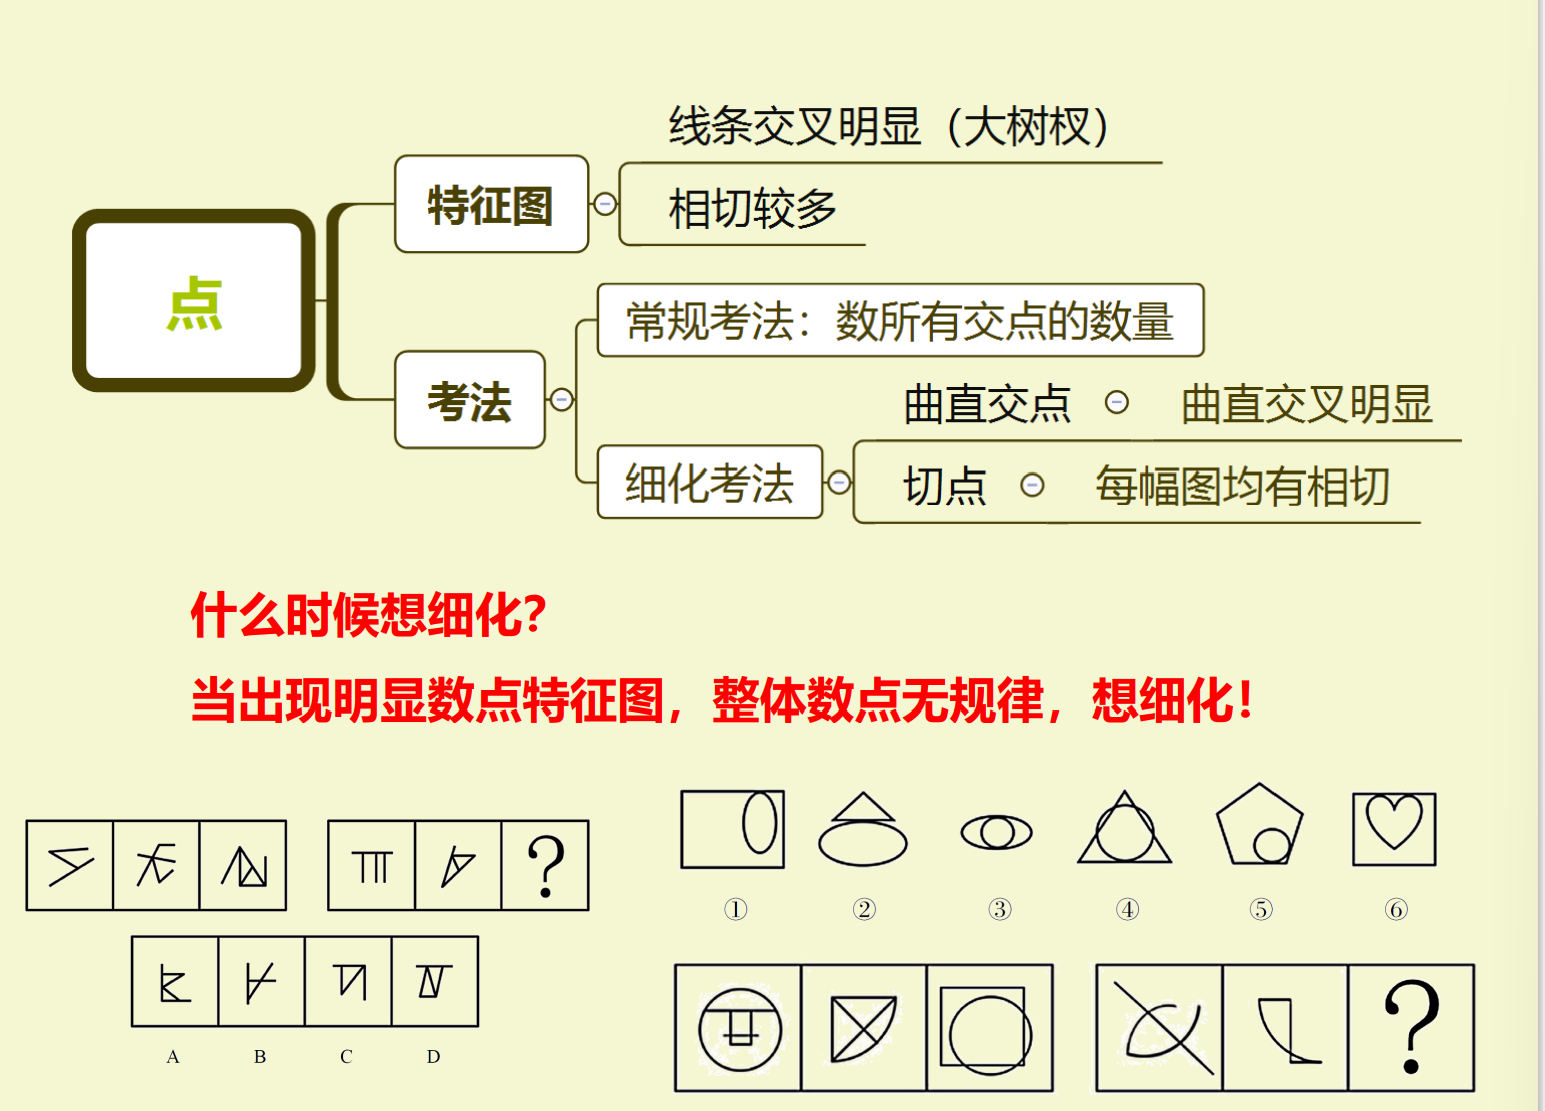 线条交叉明显（大树杈）
特征图
相切较多
点
常规考法：数所有交点的数量
考法
曲直交点
曲直交叉明显
细化考法
切点
每幅图均有相切
什么时候想细化？
当出现明显数点特征图，整体数点无规律，想细化！
?
A B C D
① ② ③ ④ ⑤ ⑥
?